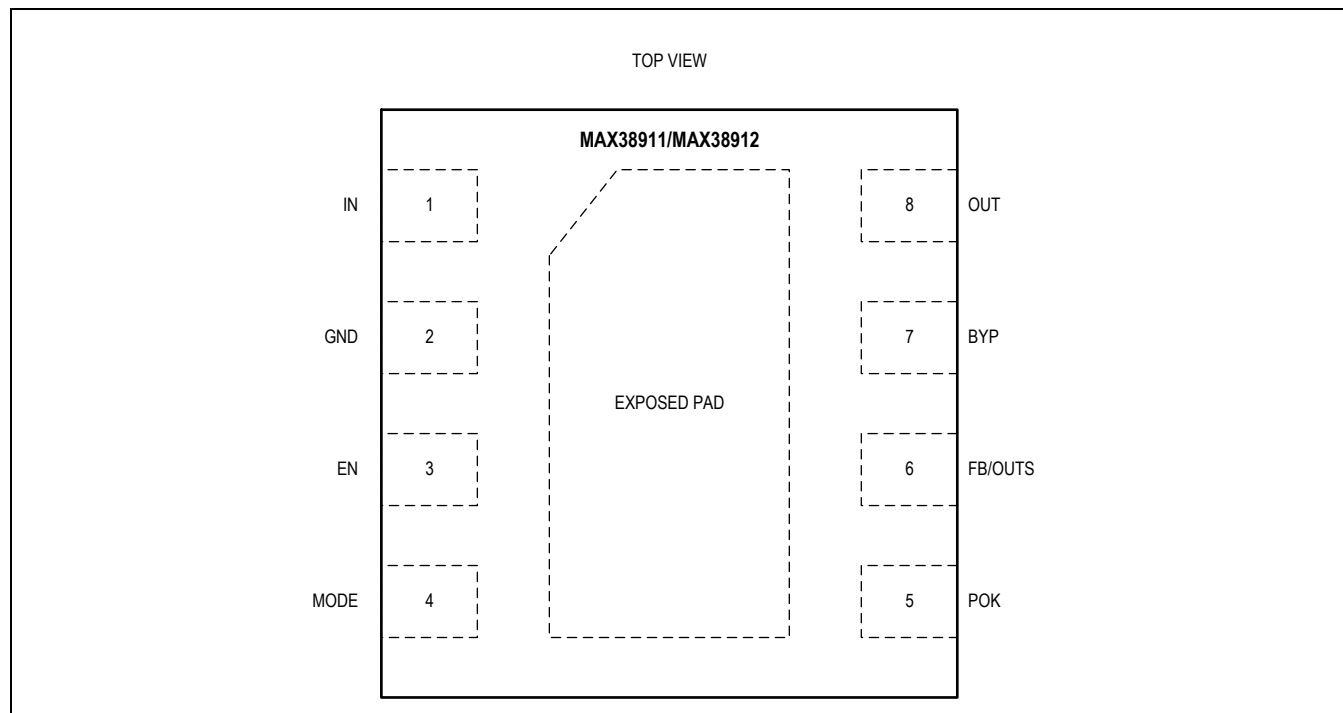 TOP VIEW
MAX38911/MAX38912
IN 1 8 OUT
GND 2 7 BYP
EXPOSED PAD
EN 3 6 FB/OUTS
MODE 4 5 POK